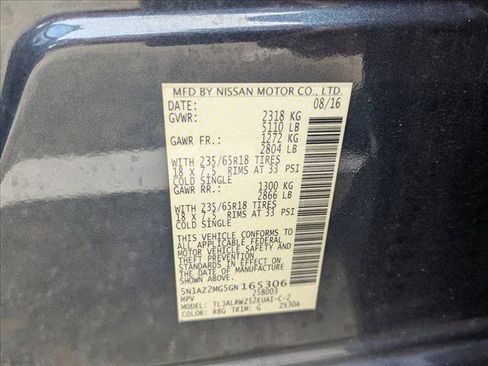 MFD BY NISSAN MOTOR CO., LTD.
DATE: 08/16
GVWR: 2318 KG
5110 LB
GAWR FR.: 1272 KG
2804 LB
WITH 235/65R18 TIRES
18 X 7.5 RIMS AT 33 PSI
COLD SINGLE
GAWR RR.: 1300 KG
2866 LB
WITH 235/65R18 TIRES
18 X 7.5 RIMS AT 33 PSI
COLD SINGLE
THIS VEHICLE CONFORMS TO
ALL APPLICABLE FEDERAL
MOTOR VEHICLE SAFETY
AND THEFT PREVENTION
STANDARDS IN EFFECT ON
THE DATE OF MANUFACTURE
SHOWN ABOVE.
5N1AZ2MG5GN165306
MPV 258D03
MODEL: TLJALRWZ52EUAI-C-2
COLOR: RBG TRIM: G 2530A